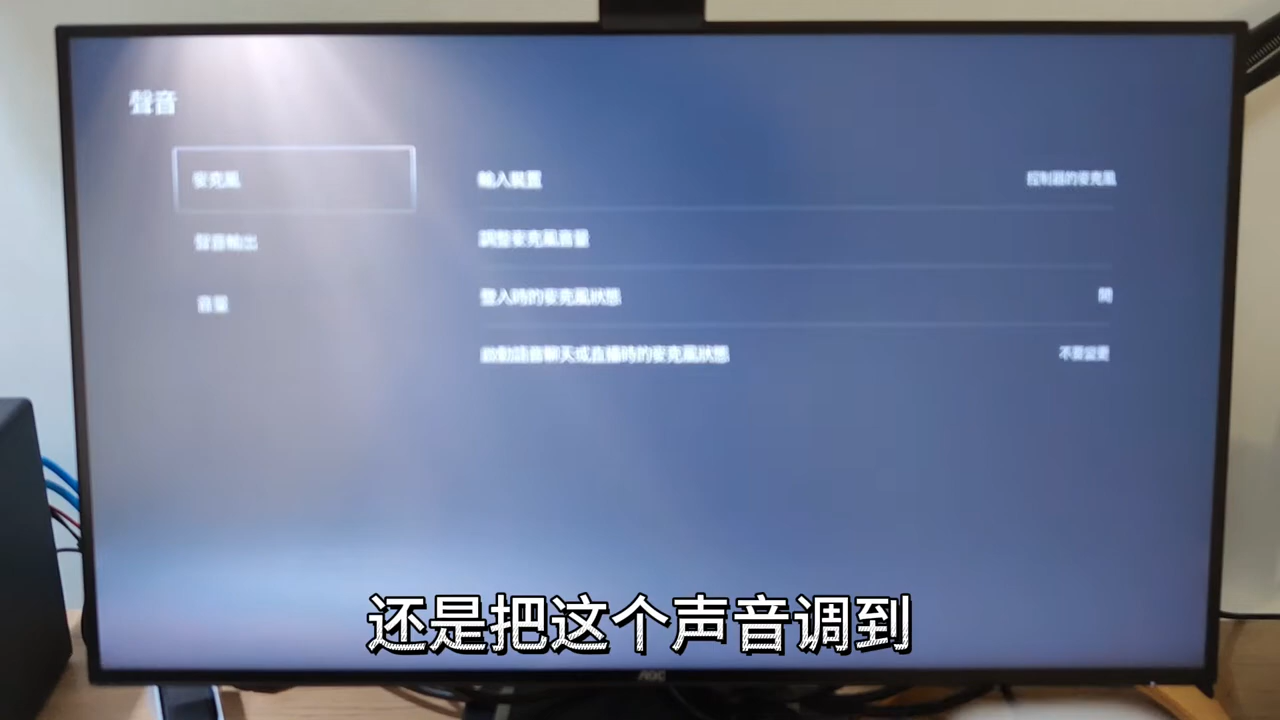 聲音
麥克風
輸入裝置
控制器的麥克風
聲音輸出
調整麥克風音量
音量
登入時的麥克風狀態
開
啟動語音聊天或直播時的麥克風狀態
不要變更
还是把这个声音调到
AOC